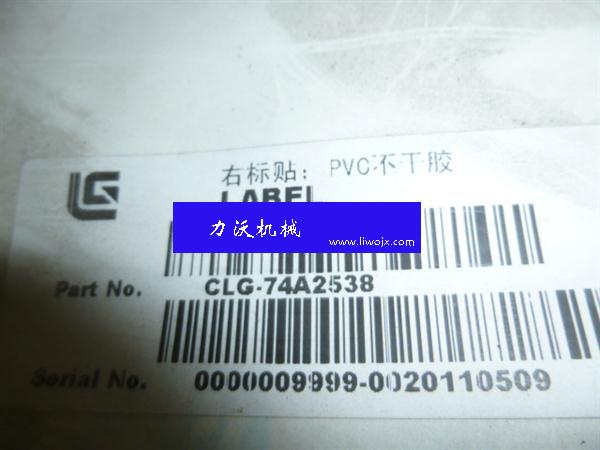 右标贴: PVC不干胶
LABEL
力沃机械
www.liwojx.com
Part No. CLG-74A2538
Serial No. 0000009999-0020110509